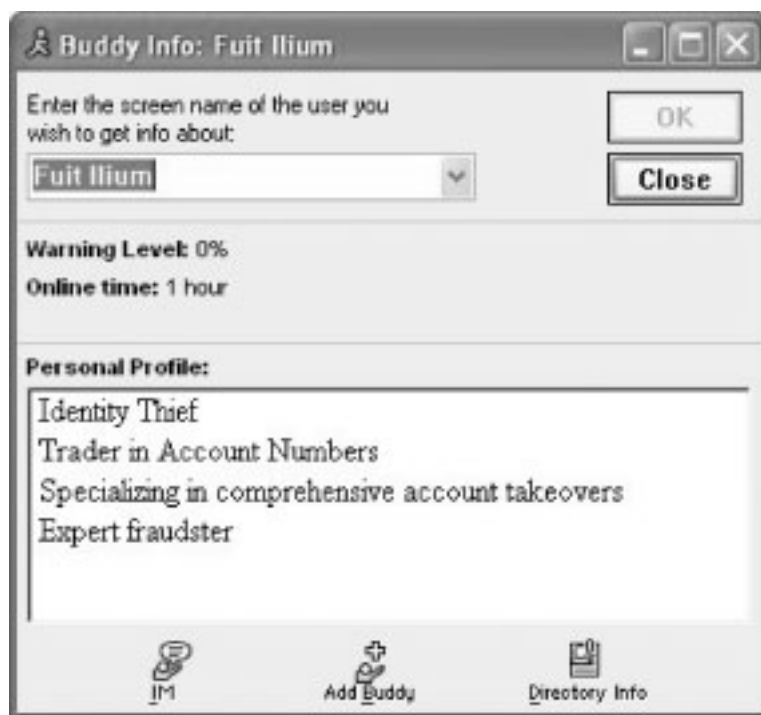 Buddy Info: Fuit Ilium
Enter the screen name of the user you
wish to get info about:
OK
Fuit Ilium
Close
Warning Level: 0%
Online time: 1 hour
Personal Profile:
Identity Thief
Trader in Account Numbers
Specializing in comprehensive account takeovers
Expert fraudster
IM
Add Buddy
Directory Info